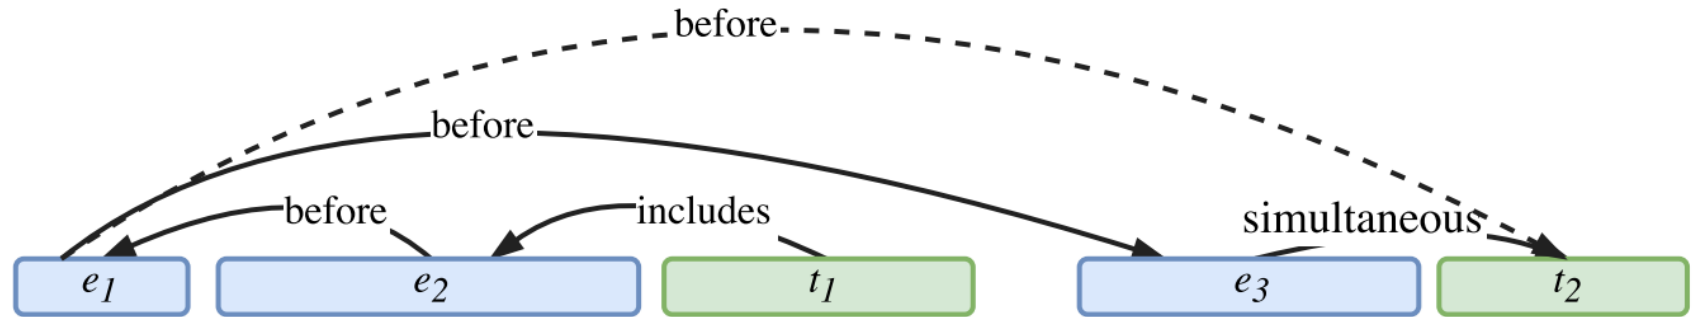 before
before
before includes simultaneous
e1 e2 t1 e3 t2